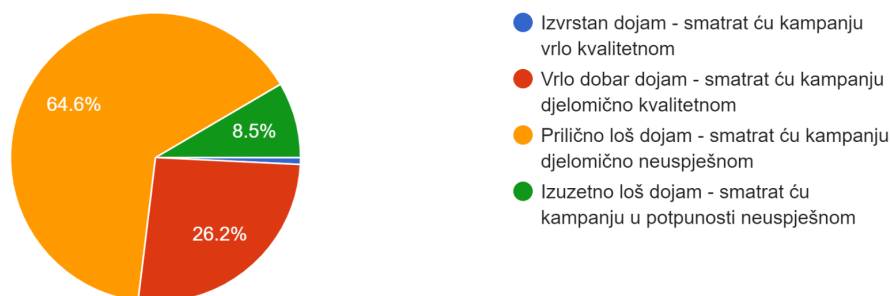 Izvrstan dojam - smatrat ću kampanju
vrlo kvalitetnom
Vrlo dobar dojam - smatrat ću kampanju
djelomično kvalitetnom
Prilično loš dojam - smatrat ću kampanju
djelomično neuspješnom
Izuzetno loš dojam - smatrat ću
kampanju u potpunosti neuspješnom
64.6%
8.5%
26.2%